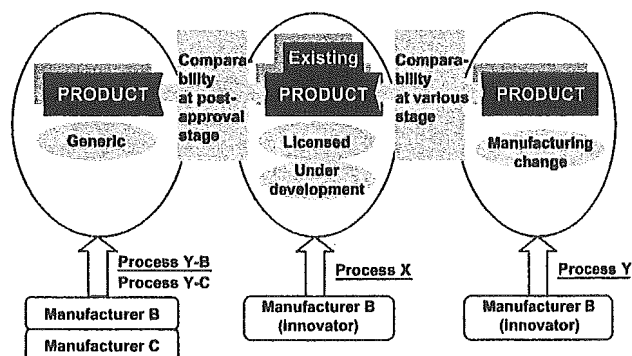 PRODUCT
Generic
Compara
bility
at post-
approval
stage
Existing
PRODUCT
Licensed
Under
development
Compara-
bility
at various
stage
PRODUCT
Manufacturing
change
Process Y-B
Process Y-C
Manufacturer B
Manufacturer C
Process X
Manufacturer B
(innovator)
Process Y
Manufacturer B
(innovator)